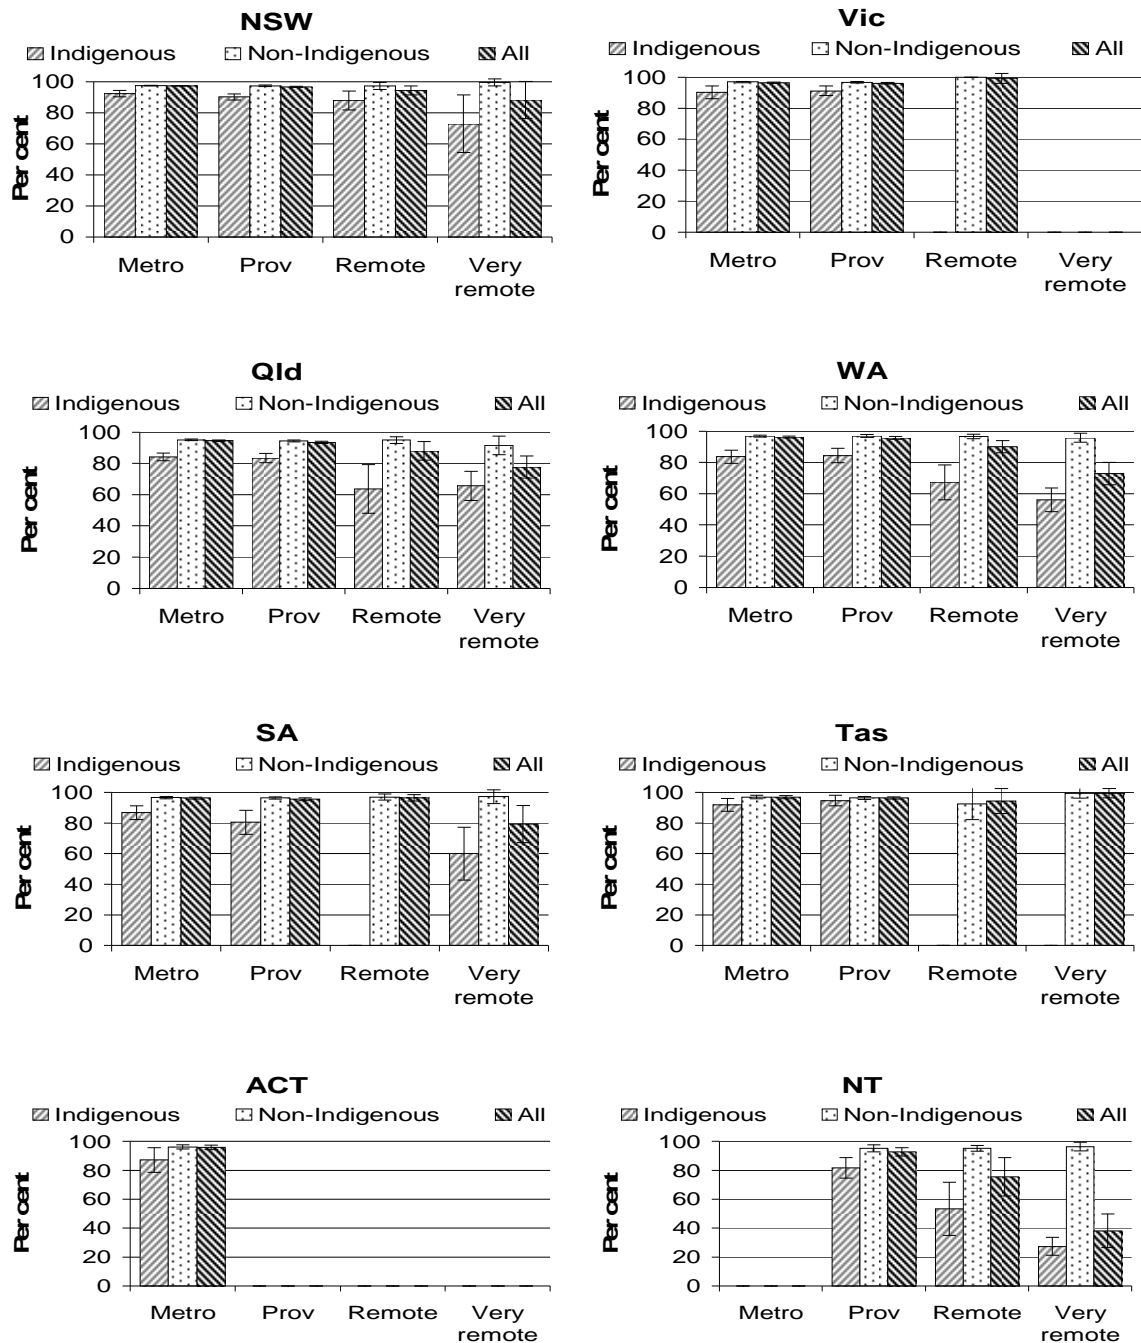 NSW
Indigenous Non-Indigenous All
Per cent
100
80
60
40
20
0
Metro Prov Remote Very
remote
Vic
Indigenous Non-Indigenous All
Per cent
100
80
60
40
20
0
Metro Prov Remote Very
remote
Qld
Indigenous Non-Indigenous All
Per cent
100
80
60
40
20
0
Metro Prov Remote Very
remote
WA
Indigenous Non-Indigenous All
Per cent
100
80
60
40
20
0
Metro Prov Remote Very
remote
SA
Indigenous Non-Indigenous All
Per cent
100
80
60
40
20
0
Metro Prov Remote Very
remote
Tas
Indigenous Non-Indigenous All
Per cent
100
80
60
40
20
0
Metro Prov Remote Very
remote
ACT
Indigenous Non-Indigenous All
Per cent
100
80
60
40
20
0
Metro Prov Remote Very
remote
NT
Indigenous Non-Indigenous All
Per cent
100
80
60
40
20
0
Metro Prov Remote Very
remote